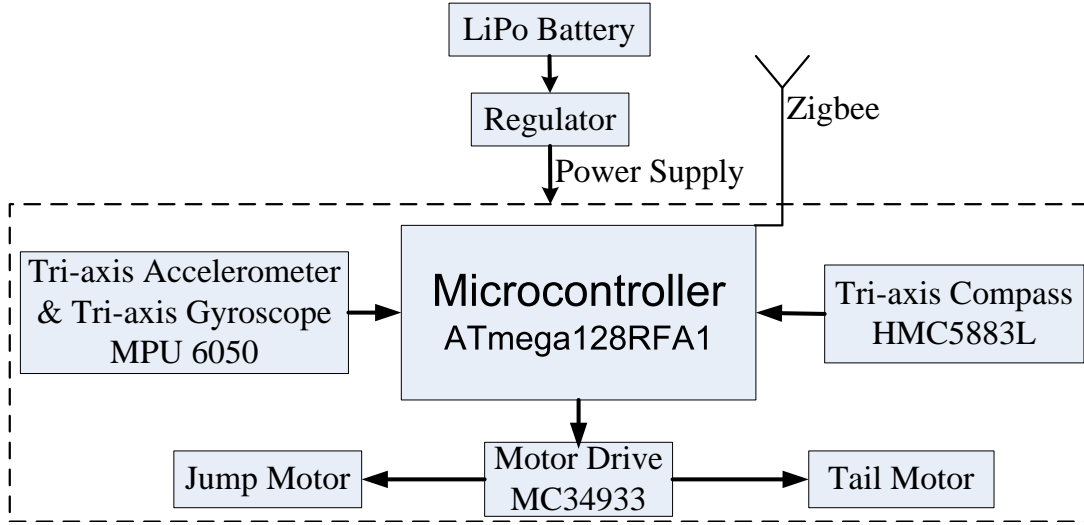 LiPo Battery
Regulator
Zigbee
Power Supply
Tri-axis Accelerometer
& Tri-axis Gyroscope
MPU 6050
Microcontroller
ATmega128RFA1
Tri-axis Compass
HMC5883L
Jump Motor
Motor Drive
MC34933
Tail Motor